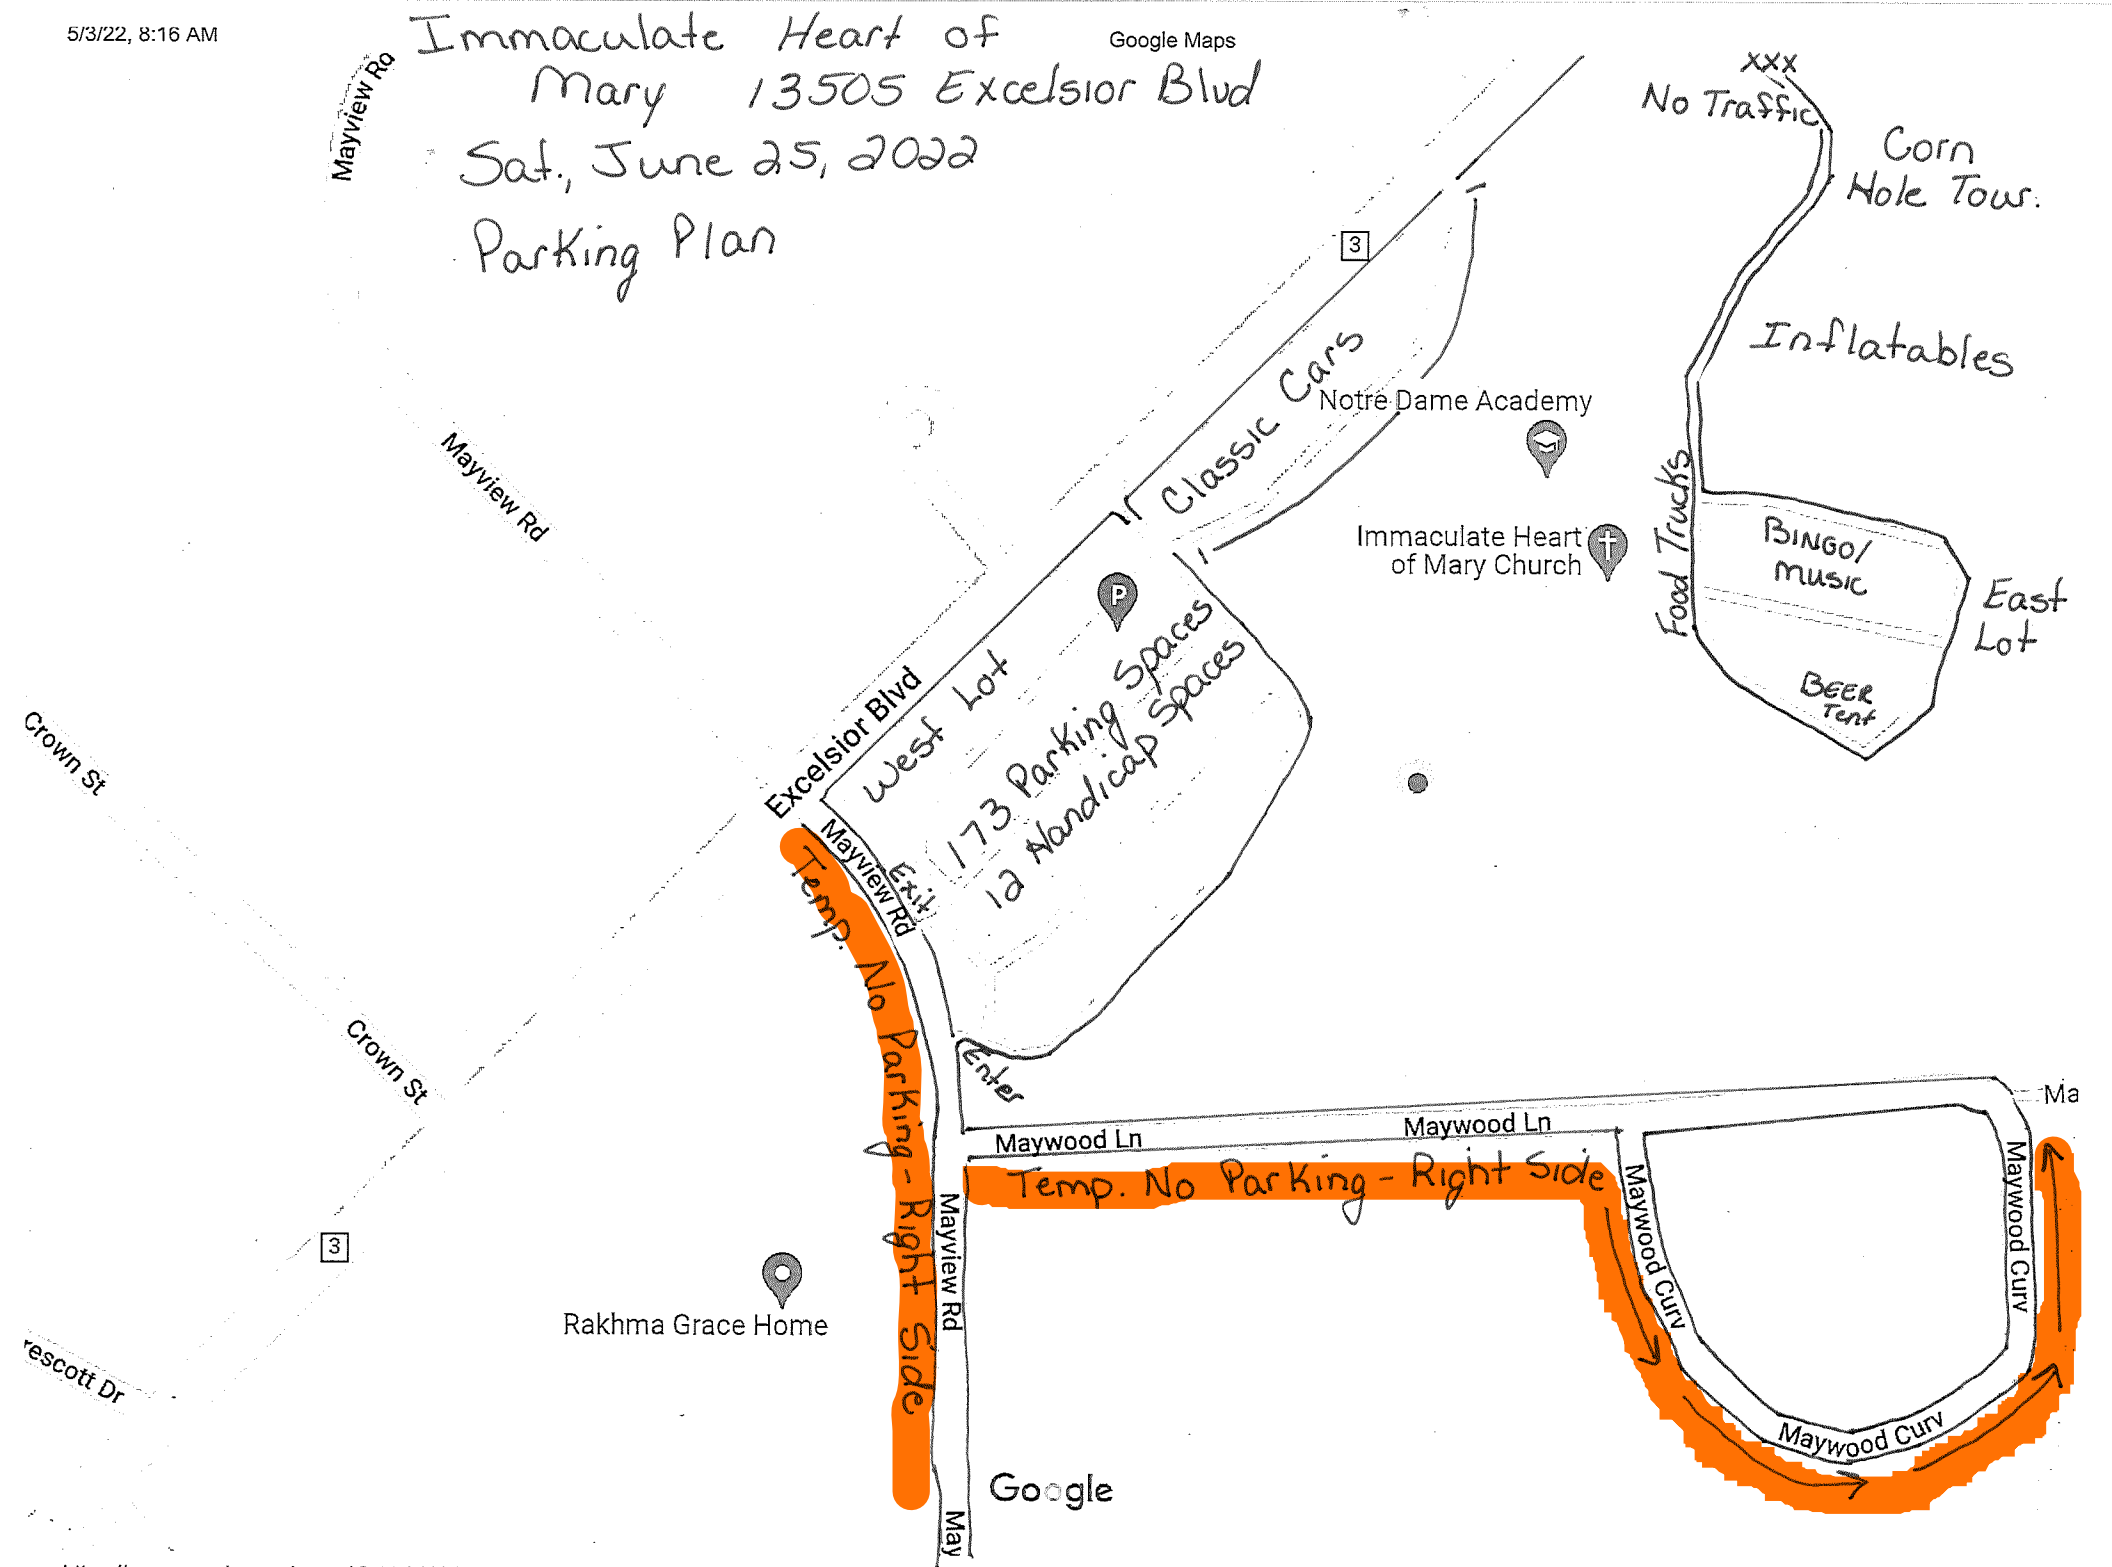 5/3/22, 8:16 AM
Google Maps
Immaculate Heart of
Mary 13505 Excelsior Blvd
Sat., June 25, 2022
Parking Plan
Mayview Rd
xxx
No Traffic
Corn
Hole Tour.
3
Inflatables
Classic Cars
Notre Dame Academy
Mayview Rd
Food Trucks
Immaculate Heart
of Mary Church
BINGO/
MUSIC
East
Lot
BEER
Tent
P
West Lot
173 Parking Spaces
12 Handicap Spaces
Excelsior Blvd
Crown St
Mayview Rd
Exit
Enter
Temp. No Parking - Right Side
Crown St
Maywood Ln
Maywood Ln
Ma
Temp. No Parking - Right Side
Maywood Curv
Maywood Curv
Maywood Curv
Mayview Rd
3
Rakhma Grace Home
rescott Dr
Google
May